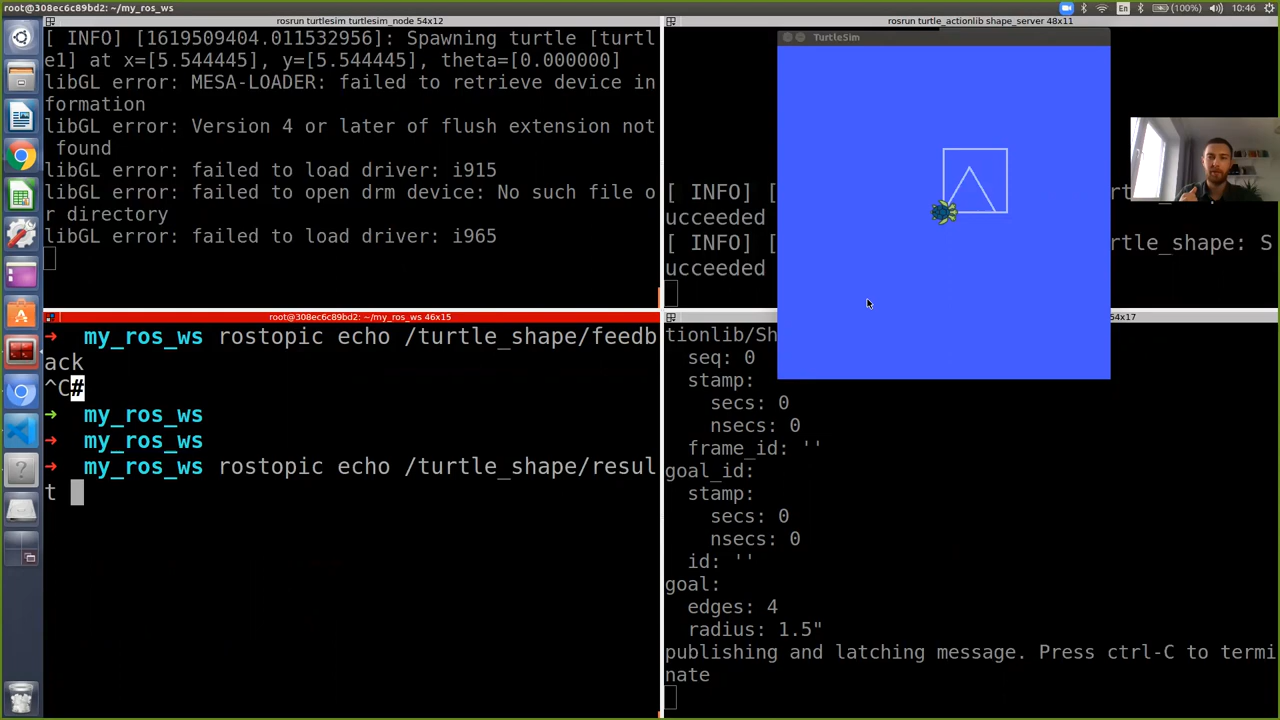 root@308ec6c89bd2: ~/my_ros_ws
En
(100%)
10:46
rosrun turtlesim turtlesim_node 54x12
[ INFO] [1619509404.011532956]: Spawning turtle [turtl
e1] at x=[5.544445], y=[5.544445], theta=[0.000000]
libGL error: MESA-LOADER: failed to retrieve device in
formation
libGL error: Version 4 or later of flush extension not
found
libGL error: failed to load driver: i915
libGL error: failed to open drm device: No such file o
r directory
libGL error: failed to load driver: i965
rosrun turtle_actionlib shape_server 48x11
TurtleSim
[ INFO] [
ucceeded
[ INFO] [
rtle_shape: S
ucceeded
root@308ec6c89bd2: ~/my_ros_ws 46x15
➜ my_ros_ws rostopic echo /turtle_shape/feedb
ack
^C#
➜ my_ros_ws
➜ my_ros_ws
➜ my_ros_ws rostopic echo /turtle_shape/resul
t
54x17
tionlib/Sh
seq: 0
stamp:
secs: 0
nsecs: 0
frame_id: ''
goal_id:
stamp:
secs: 0
nsecs: 0
id: ''
goal:
edges: 4
radius: 1.5"
publishing and latching message. Press ctrl-C to termi
nate